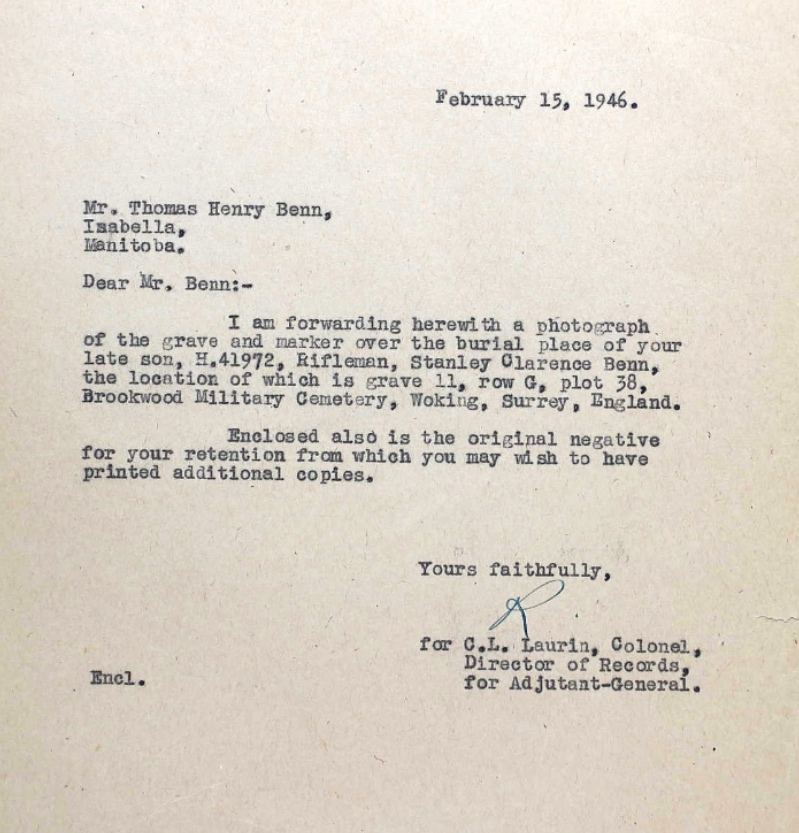 February 15, 1946.
Mr. Thomas Henry Benn,
Isabella,
Manitoba.
Dear Mr. Benn:-
I am forwarding herewith a photograph
of the grave and marker over the burial place of your
late son, H.41972, Rifleman, Stanley Clarence Benn,
the location of which is grave 11, row G, plot 38,
Brookwood Military Cemetery, Woking, Surrey, England.
Enclosed also is the original negative
for your retention from which you may wish to have
printed additional copies.
Yours faithfully,
R
for C.L. Laurin, Colonel,
Director of Records,
for Adjutant-General.
Encl.